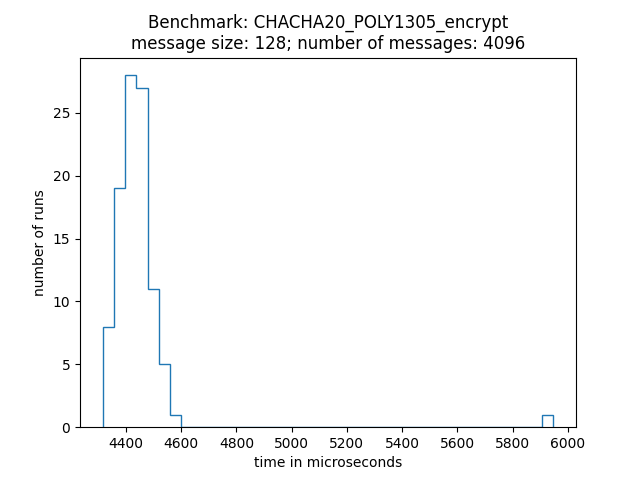 Benchmark: CHACHA20_POLY1305_encrypt
message size: 128; number of messages: 4096
number of runs
25
20
15
10
5
0
4400 4600 4800 5000 5200 5400 5600 5800 6000
time in microseconds